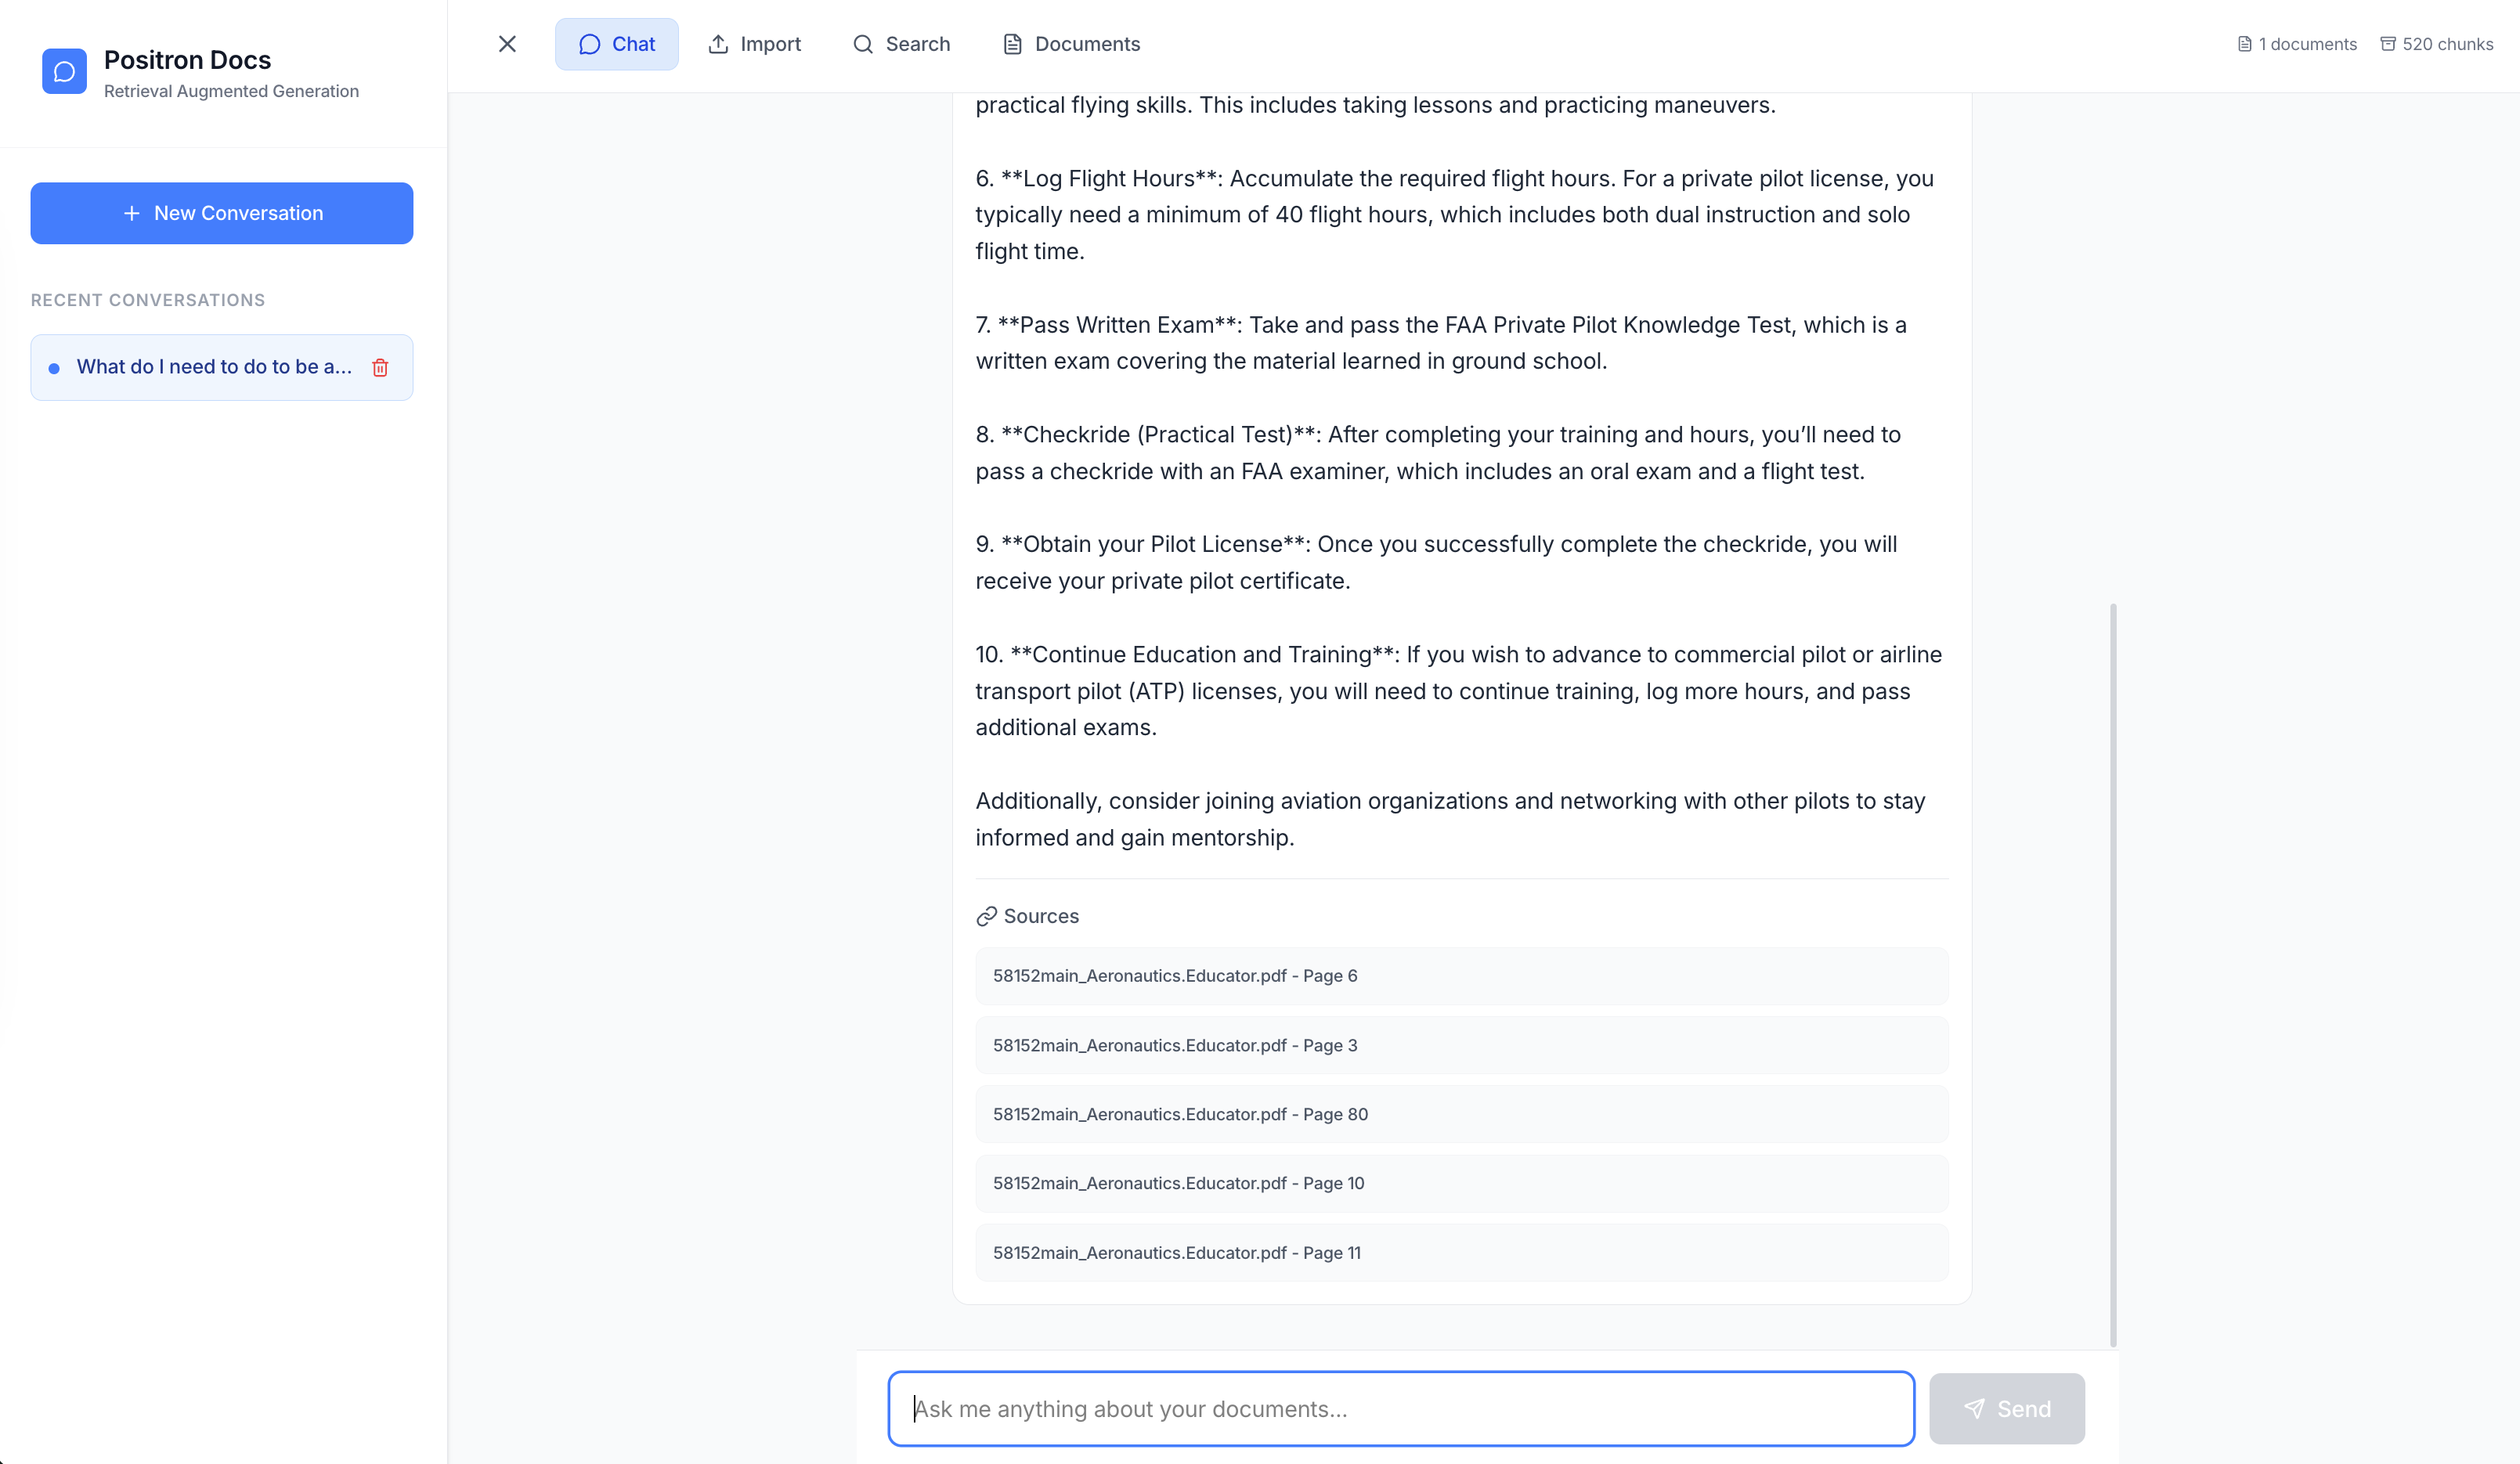 Positron Docs
Retrieval Augmented Generation
New Conversation
RECENT CONVERSATIONS
What do I need to do to be a...
Chat
Import
Search
Documents
1 documents
520 chunks
practical flying skills. This includes taking lessons and practicing maneuvers.
6. **Log Flight Hours**: Accumulate the required flight hours. For a private pilot license, you
typically need a minimum of 40 flight hours, which includes both dual instruction and solo
flight time.
7. **Pass Written Exam**: Take and pass the FAA Private Pilot Knowledge Test, which is a
written exam covering the material learned in ground school.
8. **Checkride (Practical Test)**: After completing your training and hours, you’ll need to
pass a checkride with an FAA examiner, which includes an oral exam and a flight test.
9. **Obtain your Pilot License**: Once you successfully complete the checkride, you will
receive your private pilot certificate.
10. **Continue Education and Training**: If you wish to advance to commercial pilot or airline
transport pilot (ATP) licenses, you will need to continue training, log more hours, and pass
additional exams.
Additionally, consider joining aviation organizations and networking with other pilots to stay
informed and gain mentorship.
Sources
58152main_Aeronautics.Educator.pdf - Page 6
58152main_Aeronautics.Educator.pdf - Page 3
58152main_Aeronautics.Educator.pdf - Page 80
58152main_Aeronautics.Educator.pdf - Page 10
58152main_Aeronautics.Educator.pdf - Page 11
Ask me anything about your documents...
Send